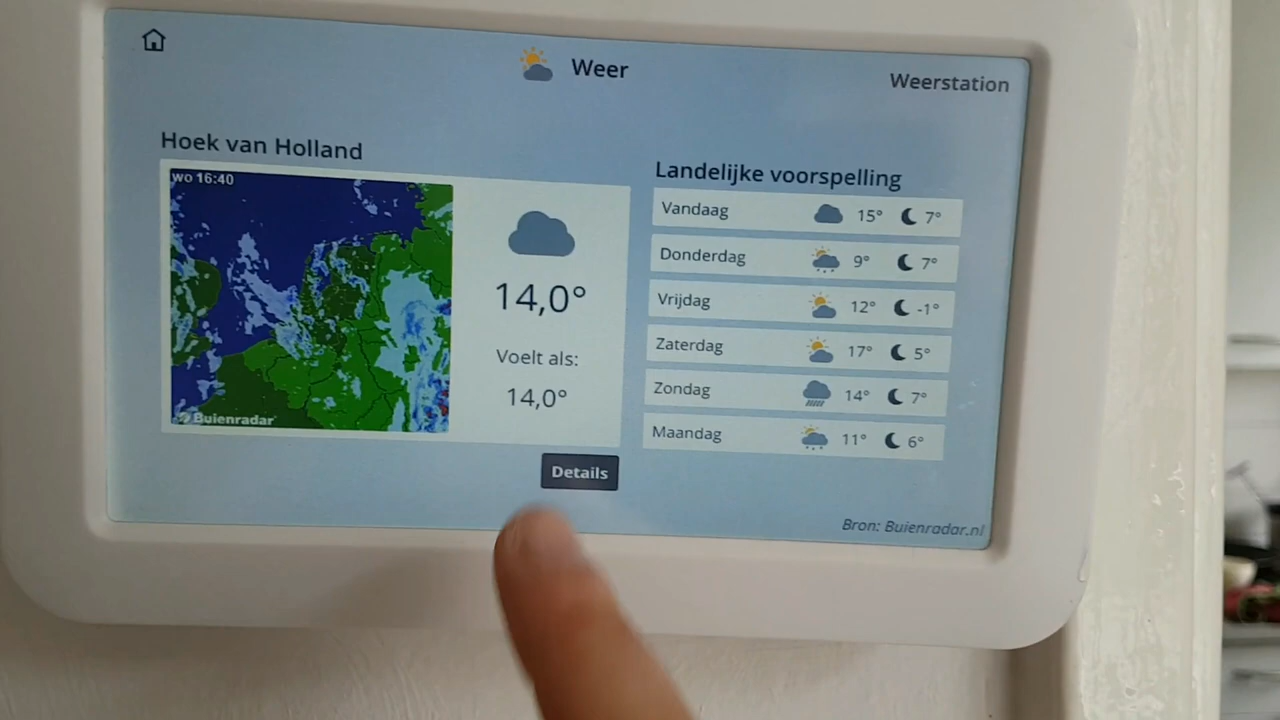 Weer
Weerstation
Hoek van Holland
wo 16:40
Buienradar
14,0°
Voelt als:
14,0°
Details
Landelijke voorspelling
Vandaag 15° 7°
Donderdag 9° 7°
Vrijdag 12° -1°
Zaterdag 17° 5°
Zondag 14° 7°
Maandag 11° 6°
Bron: Buienradar.nl